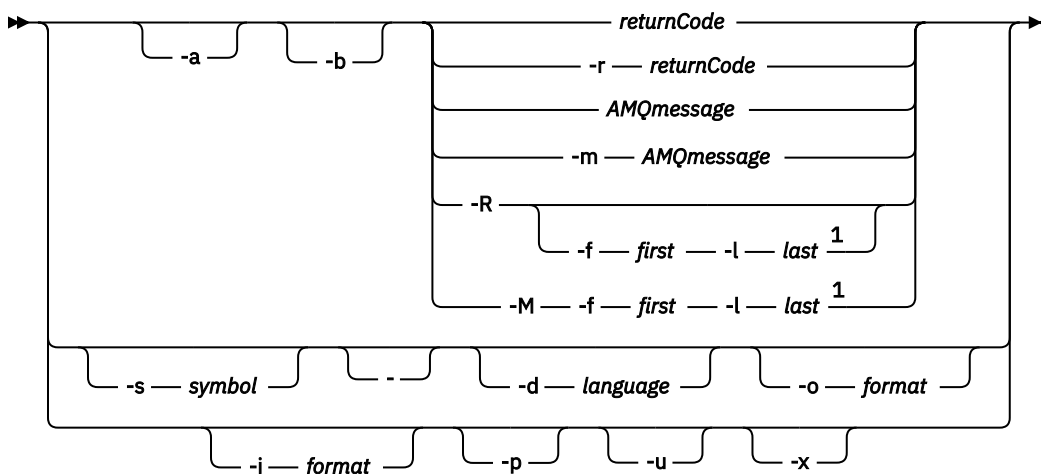 returnCode
-a -b
-r returnCode
AMQmessage
-m AMQmessage
-R
-f first -l last 1
-M -f first -l last 1
-s symbol - -d language -o format
-i format -p -u -x